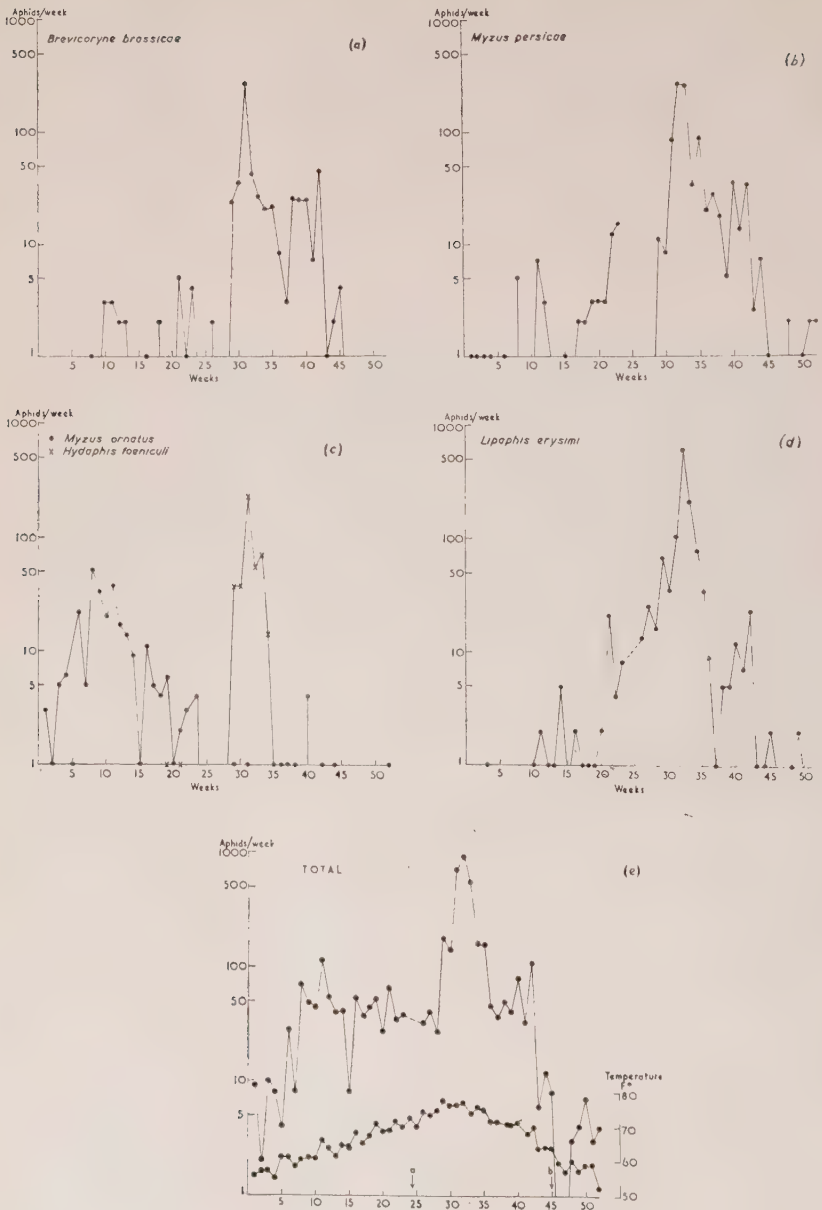 Aphids/week
1000
Brevicoryne brassicae
(a)
500
100
50
10
5
1
5 10 15 20 25 30 35 40 45 50
Weeks
Aphids/week
1000
Myzus persicae
(b)
500
100
50
10
5
1
5 10 15 20 25 30 35 40 45 50
Weeks
Aphids/week
1000
Myzus ornatus
(c)
x Hydaphis foeniculi
500
100
50
10
5
1
5 10 15 20 25 30 35 40 45 50
Weeks
Aphids/week
1000
Lipaphis erysimi
(d)
500
100
50
10
5
1
5 10 15 20 25 30 35 40 45 50
Weeks
Aphids/week
1000
TOTAL
(e)
500
100
50
10
5
1
Temperature
F°
80
70
60
50
a
b
5 10 15 20 25 30 35 40 45 50